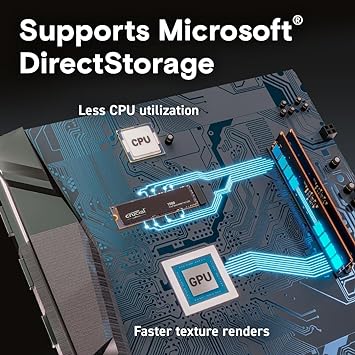 Supports Microsoft®
DirectStorage
Less CPU utilization
CPU
crucial
GPU
Faster texture renders